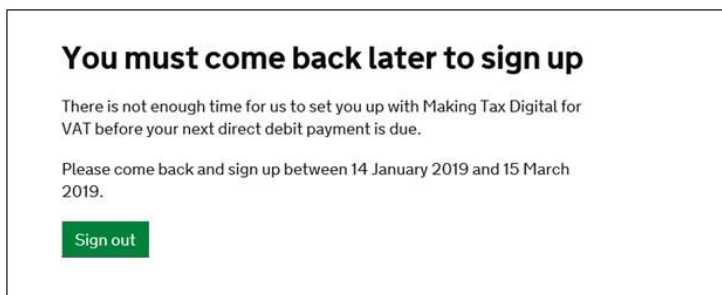 You must come back later to sign up
There is not enough time for us to set you up with Making Tax Digital for
VAT before your next direct debit payment is due.
Please come back and sign up between 14 January 2019 and 15 March
2019.
Sign out